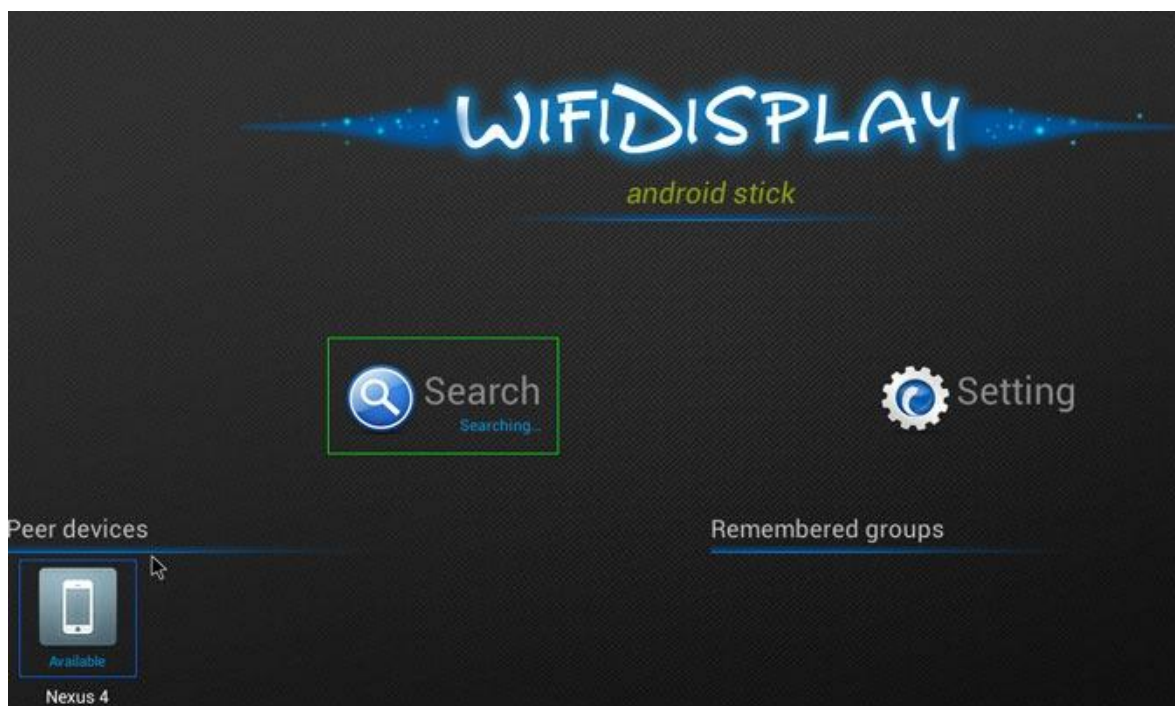 WIFIDISPLAY
android stick
Search
Searching...
Setting
Peer devices
Remembered groups
Available
Nexus 4